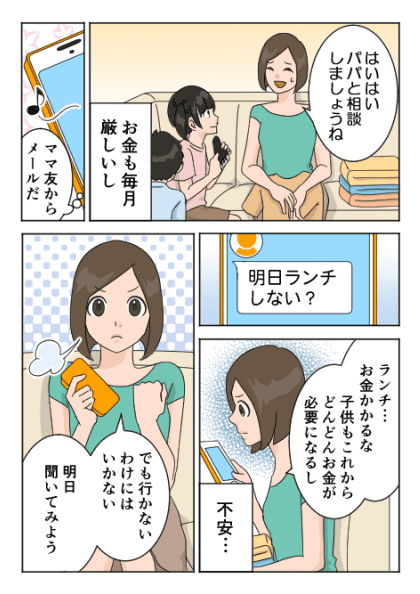 はいはい
パパと相談
しましょうね
お金も毎月
厳しいし
ママ友から
メールだ
明日ランチ
しない？
ランチ…
お金かかるな
子供もこれから
どんどんお金が
必要になるし
不安…
でも行かない
わけには
いかない
明日
聞いてみよう